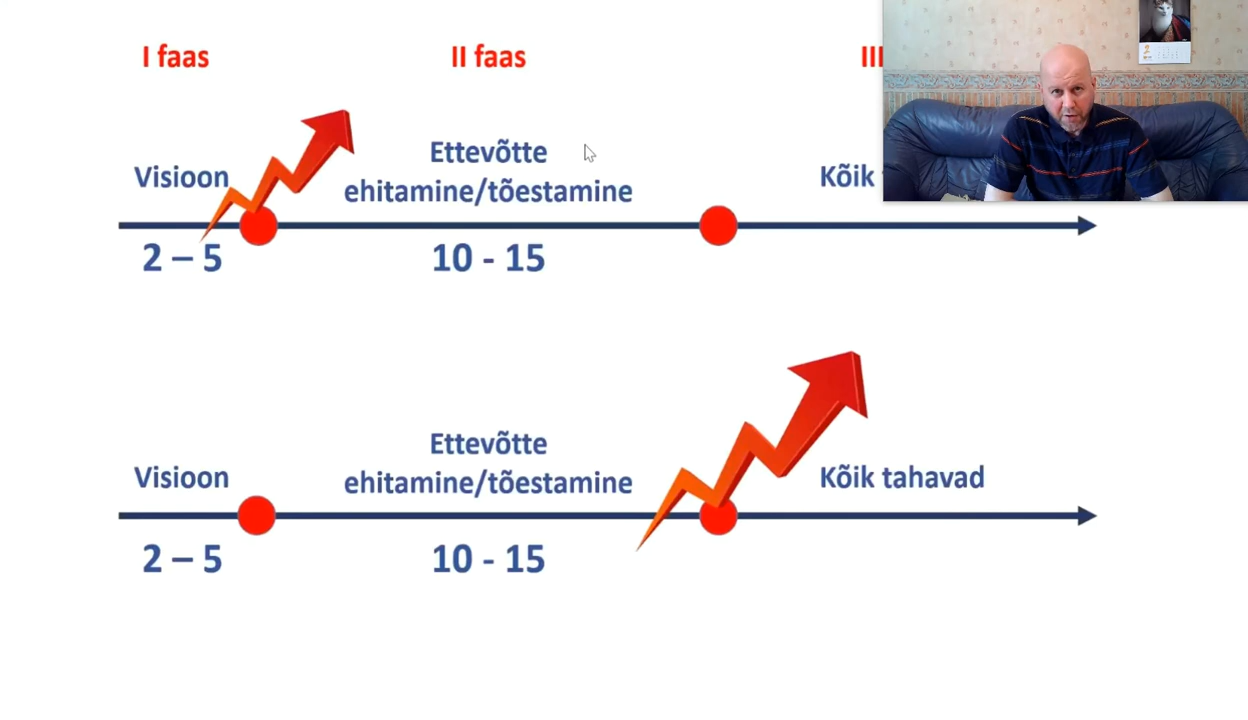 I faas
II faas
III
Visioon
Ettevõtte
ehitamine/tõestamine
Kõik
2 – 5
10 - 15
Visioon
Ettevõtte
ehitamine/tõestamine
Kõik tahavad
2 – 5
10 - 15